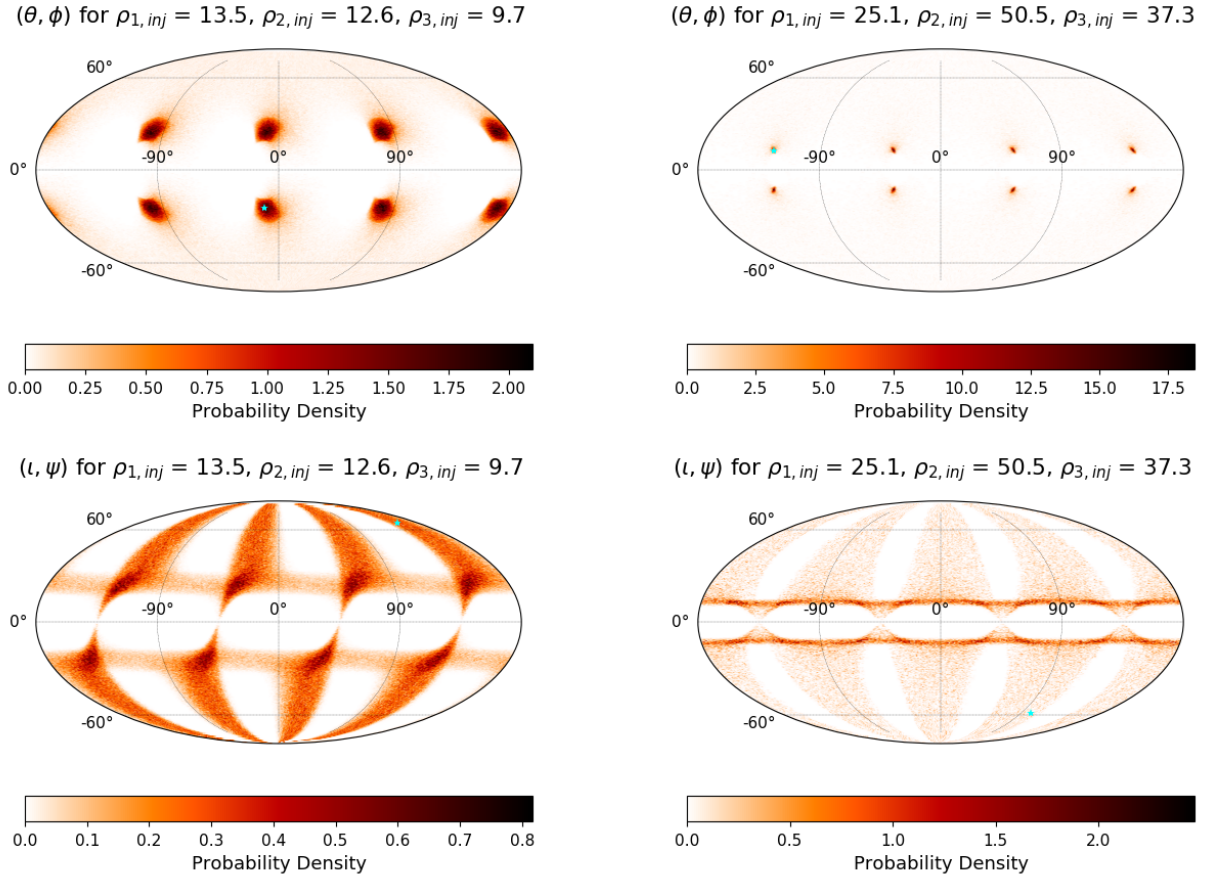 (θ, ϕ) for ρ1, inj = 13.5, ρ2, inj = 12.6, ρ3, inj = 9.7
60°
0°
-90°
0°
90°
-60°
0.00 0.25 0.50 0.75 1.00 1.25 1.50 1.75 2.00
Probability Density
(θ, ϕ) for ρ1, inj = 25.1, ρ2, inj = 50.5, ρ3, inj = 37.3
60°
0°
-90°
0°
90°
-60°
0.0 2.5 5.0 7.5 10.0 12.5 15.0 17.5
Probability Density
(ι, ψ) for ρ1, inj = 13.5, ρ2, inj = 12.6, ρ3, inj = 9.7
60°
0°
-90°
0°
90°
-60°
0.0 0.1 0.2 0.3 0.4 0.5 0.6 0.7 0.8
Probability Density
(ι, ψ) for ρ1, inj = 25.1, ρ2, inj = 50.5, ρ3, inj = 37.3
60°
0°
-90°
0°
90°
-60°
0.0 0.5 1.0 1.5 2.0
Probability Density